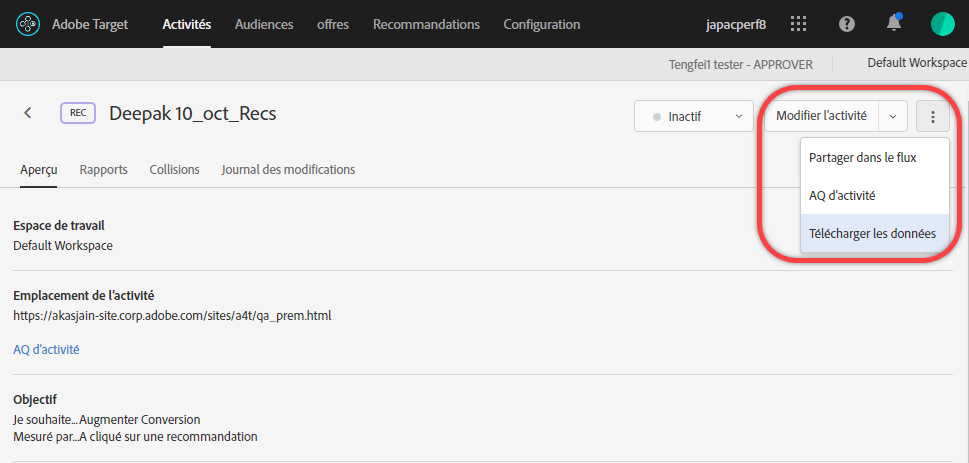 Adobe Target Activités Audiences offres Recommandations Configuration japacperf8
Tengfei1 tester - APPROVER Default Workspace
REC Deepak 10_oct_Recs Inactif Modifier l'activité
Partager dans le flux
AQ d'activité
Télécharger les données
Aperçu Rapports Collisions Journal des modifications
Espace de travail
Default Workspace
Emplacement de l'activité
https://akasjain-site.corp.adobe.com/sites/a4t/qa_prem.html
AQ d'activité
Objectif
Je souhaite...Augmenter Conversion
Mesuré par...A cliqué sur une recommandation